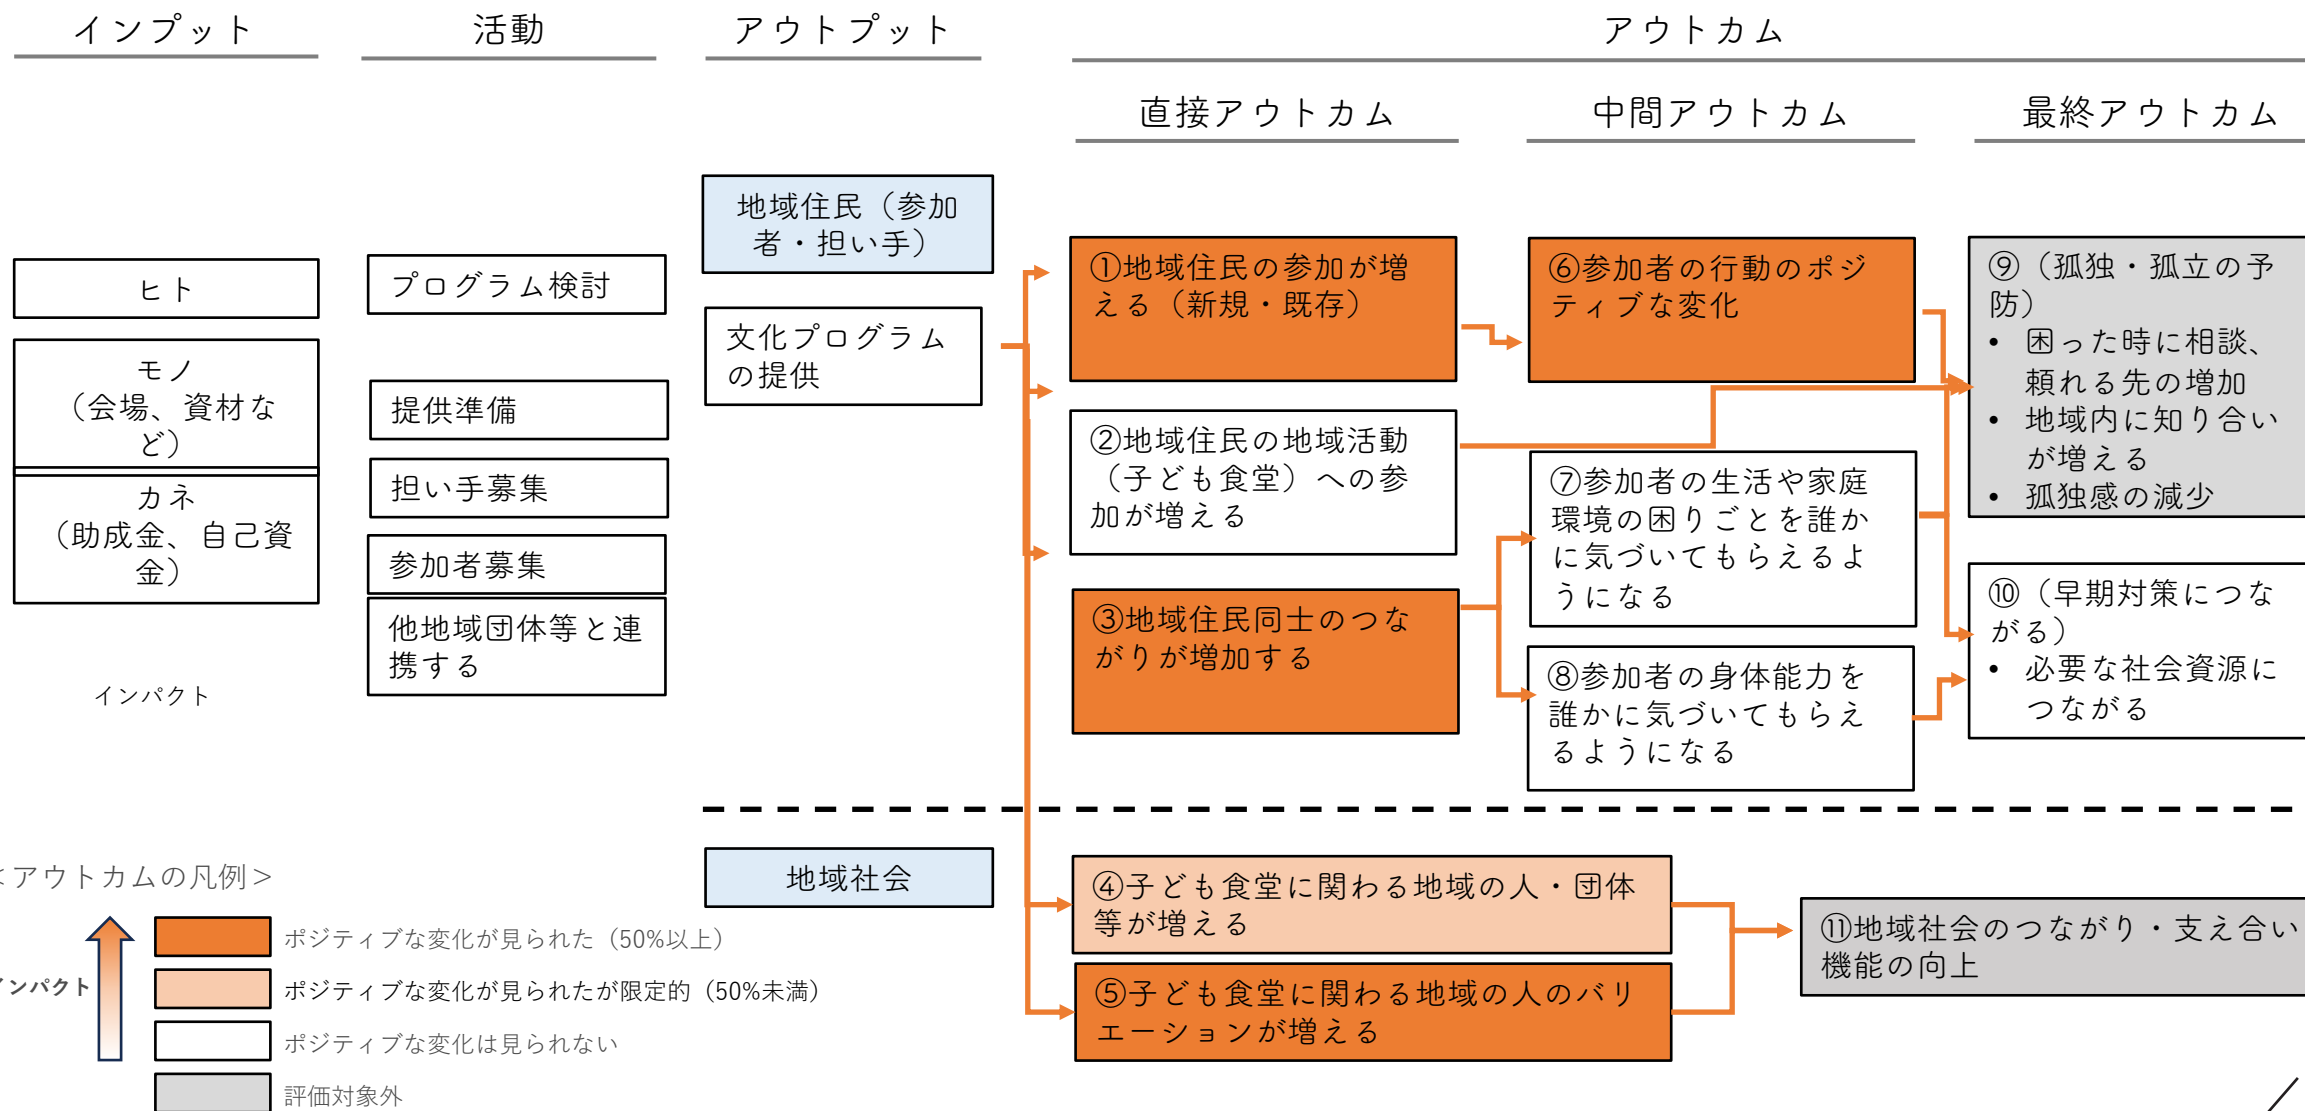 インプット
活動
アウトプット
アウトカム
直接アウトカム
中間アウトカム
最終アウトカム
ヒト
モノ
（会場、資材な
ど）
カネ
（助成金、自己資
金）
インパクト
プログラム検討
提供準備
担い手募集
参加者募集
他地域団体等と連
携する
地域住民（参加
者・担い手）
文化プログラム
の提供
①地域住民の参加が増
える（新規・既存）
②地域住民の地域活動
（子ども食堂）への参
加が増える
③地域住民同士のつな
がりが増加する
⑥参加者の行動のポジ
ティブな変化
⑦参加者の生活や家庭
環境の困りごとを誰か
に気づいてもらえるよ
うになる
⑧参加者の身体能力を
誰かに気づいてもらえ
るようになる
⑨（孤独・孤立の予
防）
• 困った時に相談、
頼れる先の増加
• 地域内に知り合い
が増える
• 孤独感の減少
⑩（早期対策につな
がる）
• 必要な社会資源に
つながる
地域社会
④子ども食堂に関わる地域の人・団体
等が増える
⑤子ども食堂に関わる地域の人のバリ
エーションが増える
⑪地域社会のつながり・支え合い
機能の向上
＜アウトカムの凡例＞
インパクト
ポジティブな変化が見られた（50%以上）
ポジティブな変化が見られたが限定的（50%未満）
ポジティブな変化は見られない
評価対象外